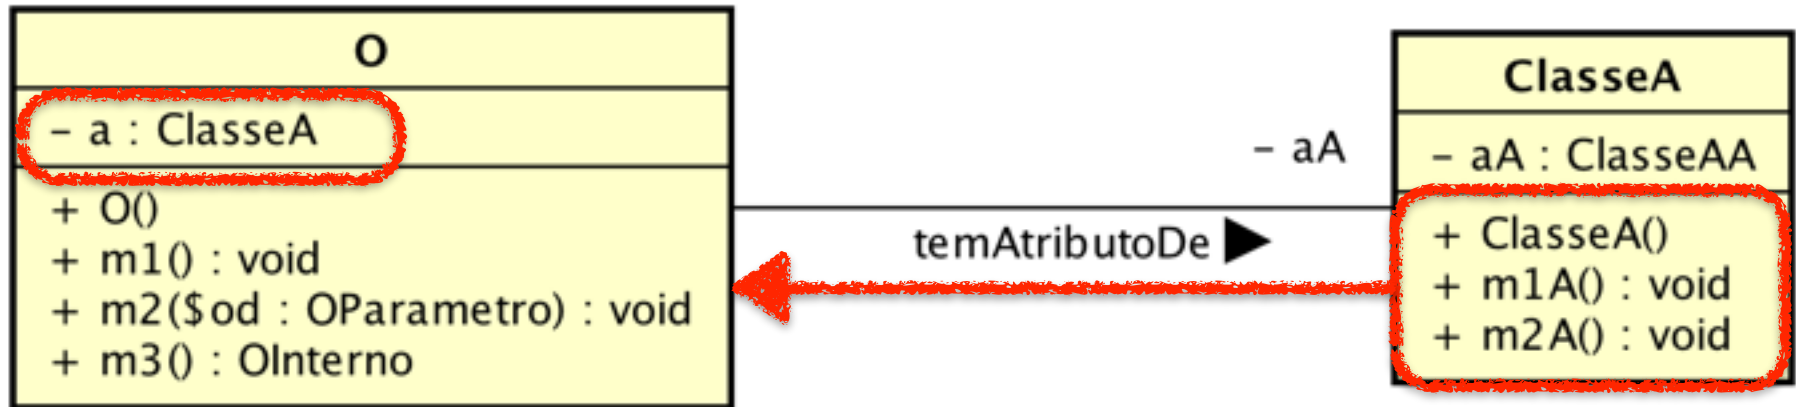 O
– a : ClasseA
+ O()
+ m1() : void
+ m2($od : OParametro) : void
+ m3() : OInterno
– aA
temAtributoDe
ClasseA
– aA : ClasseAA
+ ClasseA()
+ m1A() : void
+ m2A() : void